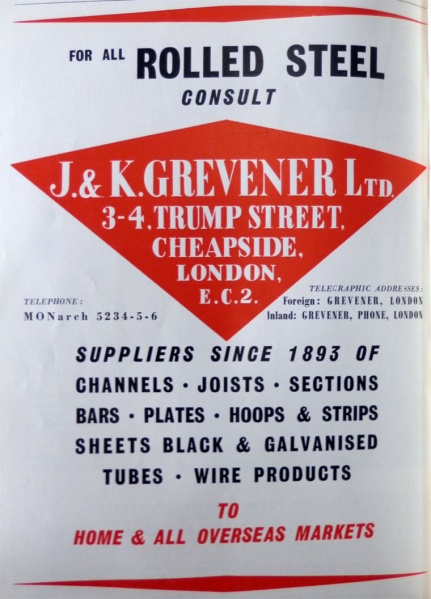 FOR ALL ROLLED STEEL
CONSULT
J. & K. GREVENER LTD.
3-4, TRUMP STREET,
CHEAPSIDE,
LONDON,
E.C.2.
TELEPHONE:
MONarch 5234-5-6
TELEGRAPHIC ADDRESSES:
Foreign: GREVENER, LONDON
Inland: GREVENER, PHONE, LONDON
SUPPLIERS SINCE 1893 OF
CHANNELS · JOISTS · SECTIONS
BARS · PLATES · HOOPS & STRIPS
SHEETS BLACK & GALVANISED
TUBES · WIRE PRODUCTS
TO
HOME & ALL OVERSEAS MARKETS